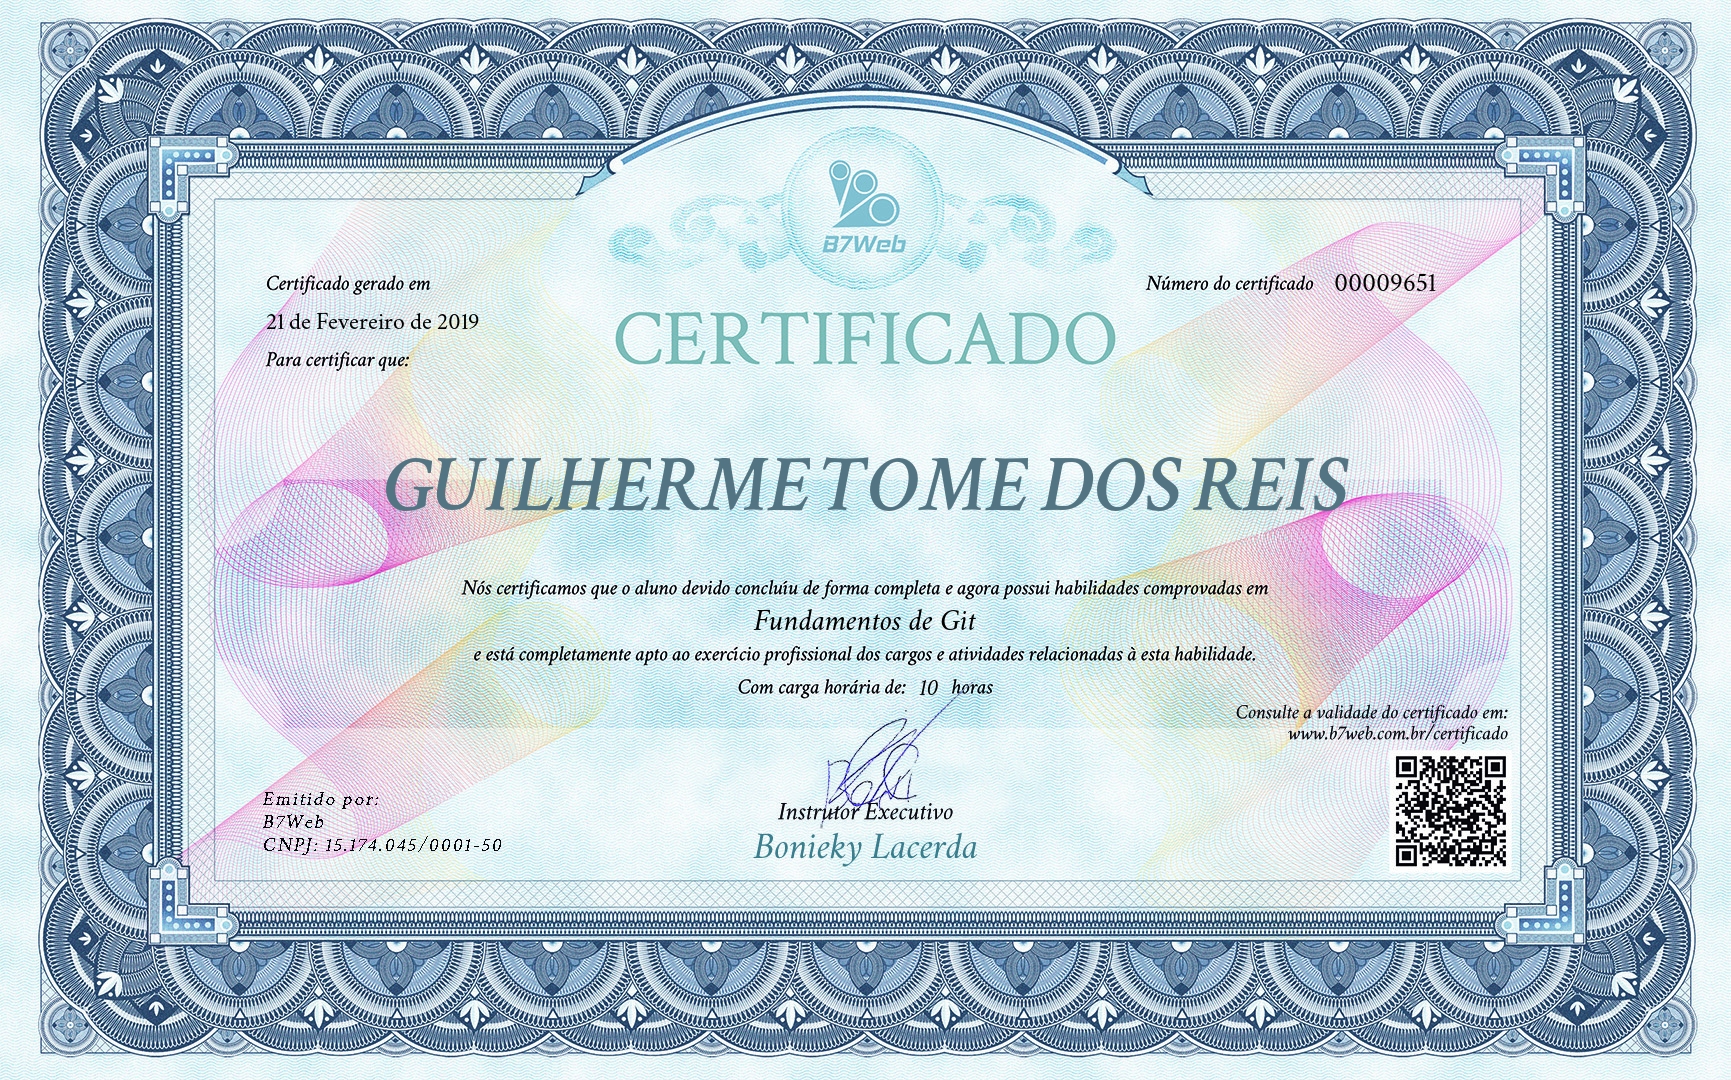 B7Web
Certificado gerado em
21 de Fevereiro de 2019
Para certificar que:
Número do certificado 00009651
CERTIFICADO
GUILHERME TOME DOS REIS
Nós certificamos que o aluno devido concluíu de forma completa e agora possui habilidades comprovadas em
Fundamentos de Git
e está completamente apto ao exercício profissional dos cargos e atividades relacionadas à esta habilidade.
Com carga horária de: 10 horas
Consulte a validade do certificado em:
www.b7web.com.br/certificado
Emitido por:
B7Web
CNPJ: 15.174.045/0001-50
Instrutor Executivo
Bonieky Lacerda